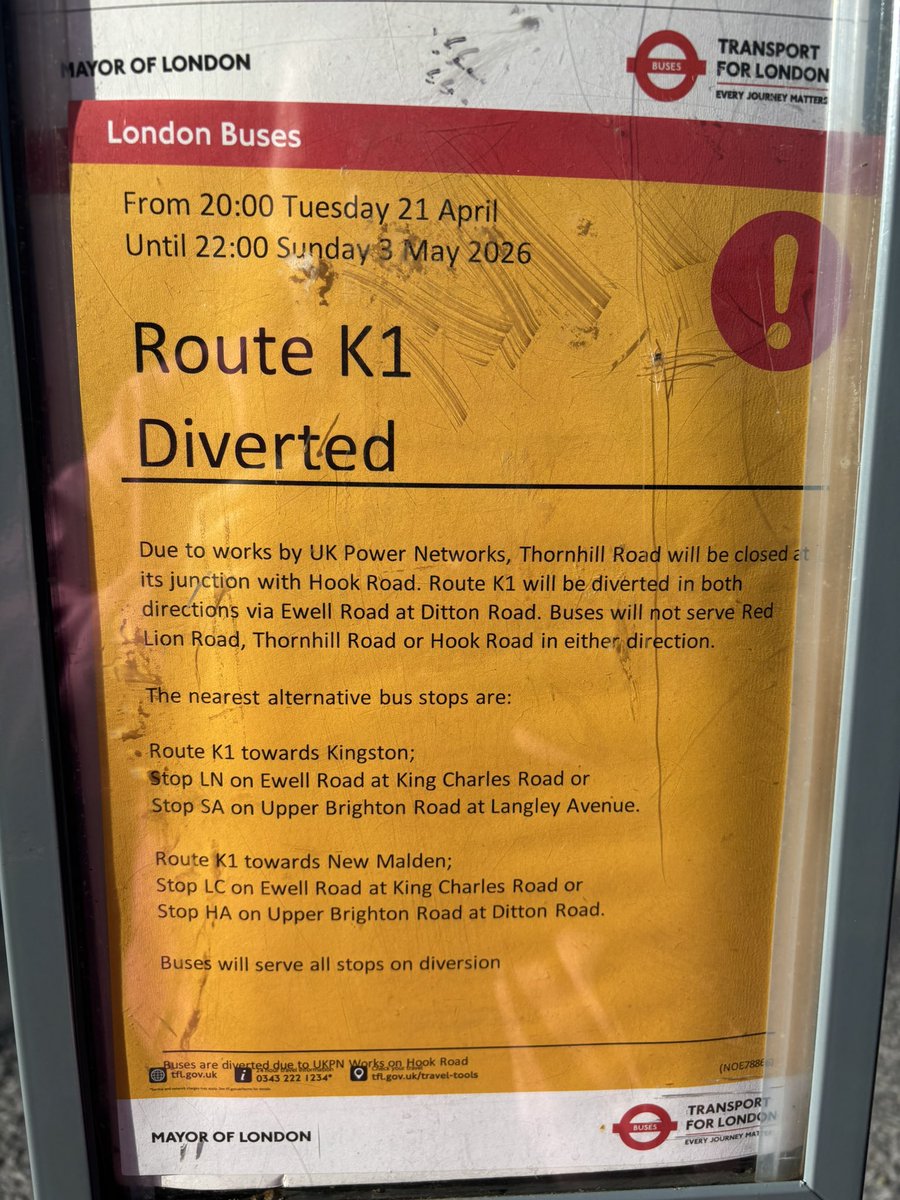 MAYOR OF LONDON
BUSES
TRANSPORT
FOR LONDON
EVERY JOURNEY MATTERS
London Buses
From 20:00 Tuesday 21 April
Until 22:00 Sunday 3 May 2026
Route K1
Diverted
Due to works by UK Power Networks, Thornhill Road will be closed at
its junction with Hook Road. Route K1 will be diverted in both
directions via Ewell Road at Ditton Road. Buses will not serve Red
Lion Road, Thornhill Road or Hook Road in either direction.
The nearest alternative bus stops are:
Route K1 towards Kingston;
Stop LN on Ewell Road at King Charles Road or
Stop SA on Upper Brighton Road at Langley Avenue.
Route K1 towards New Malden;
Stop LC on Ewell Road at King Charles Road or
Stop HA on Upper Brighton Road at Ditton Road.
Buses will serve all stops on diversion
Buses are diverted due to UKPN Works on Hook Road
tfl.gov.uk
24 hour travel information
0343 222 1234*
tfl.gov.uk/travel-tools
MAYOR OF LONDON
BUSES
TRANSPORT
FOR LONDON
EVERY JOURNEY